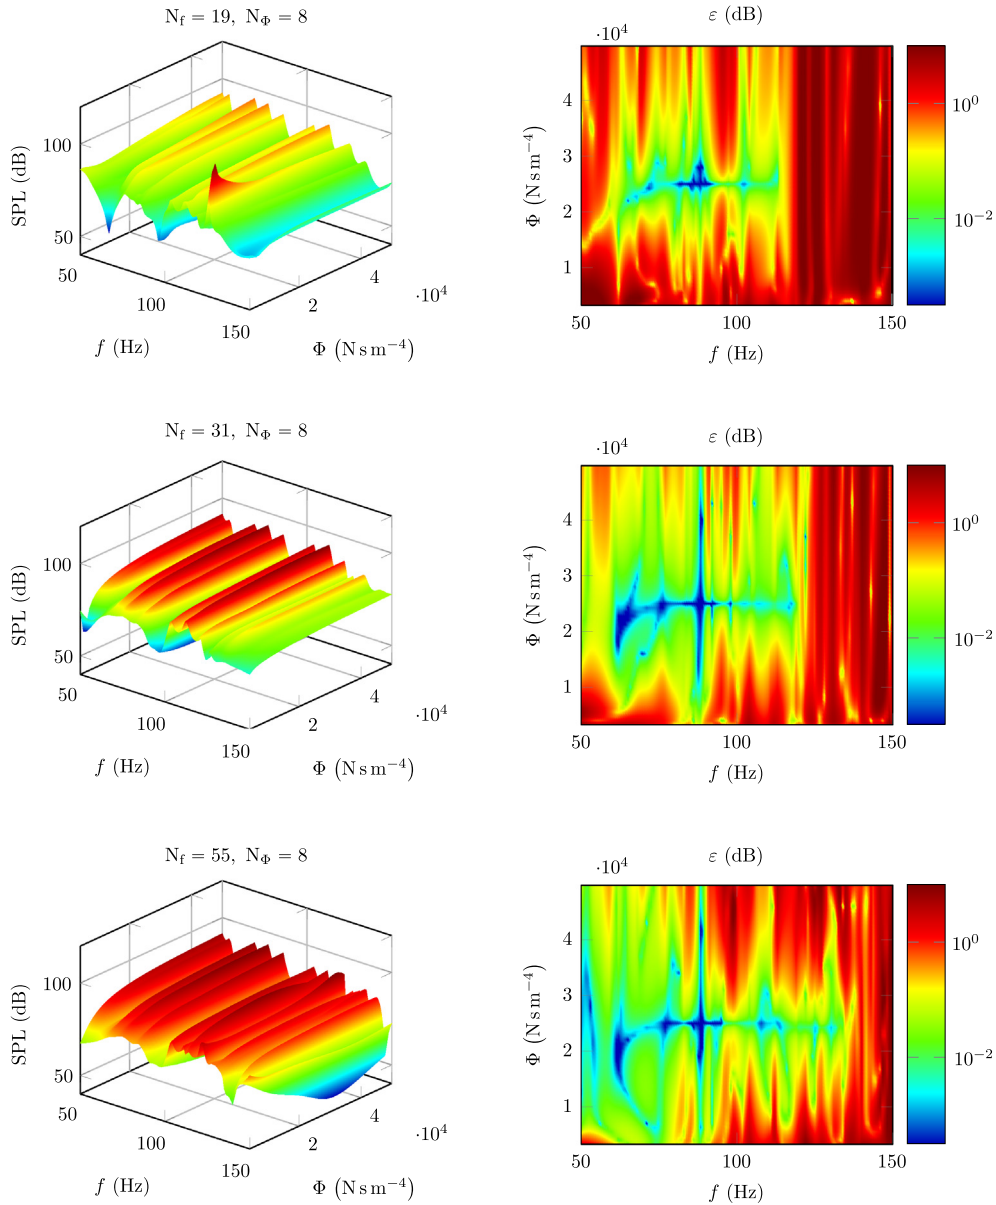 N_f = 19, N_Φ = 8
SPL (dB)
100
50
50
100
150
2
4
·10^4
f (Hz)
Φ (N s m^−4)
ε (dB)
·10^4
4
3
2
1
Φ (N s m^−4)
50
100
150
f (Hz)
10^0
10^−2
N_f = 31, N_Φ = 8
SPL (dB)
100
50
50
100
150
2
4
·10^4
f (Hz)
Φ (N s m^−4)
ε (dB)
·10^4
4
3
2
1
Φ (N s m^−4)
50
100
150
f (Hz)
10^0
10^−2
N_f = 55, N_Φ = 8
SPL (dB)
100
50
50
100
150
2
4
·10^4
f (Hz)
Φ (N s m^−4)
ε (dB)
·10^4
4
3
2
1
Φ (N s m^−4)
50
100
150
f (Hz)
10^0
10^−2